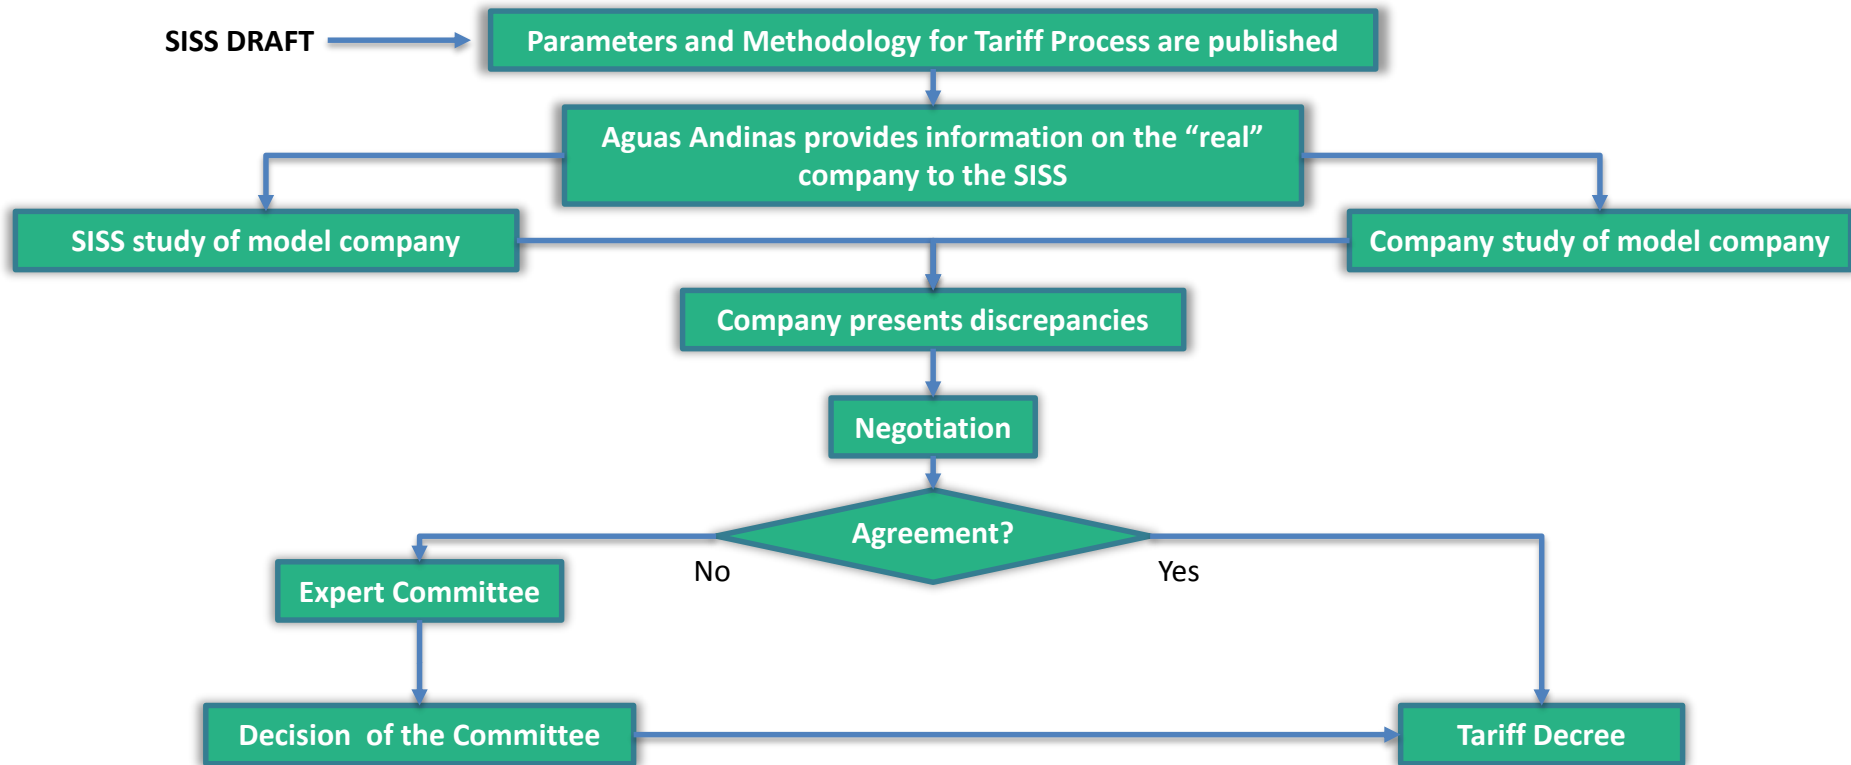 SISS DRAFT
Parameters and Methodology for Tariff Process are published
Aguas Andinas provides information on the “real”
company to the SISS
SISS study of model company
Company study of model company
Company presents discrepancies
Negotiation
Agreement?
No
Yes
Expert Committee
Decision of the Committee
Tariff Decree